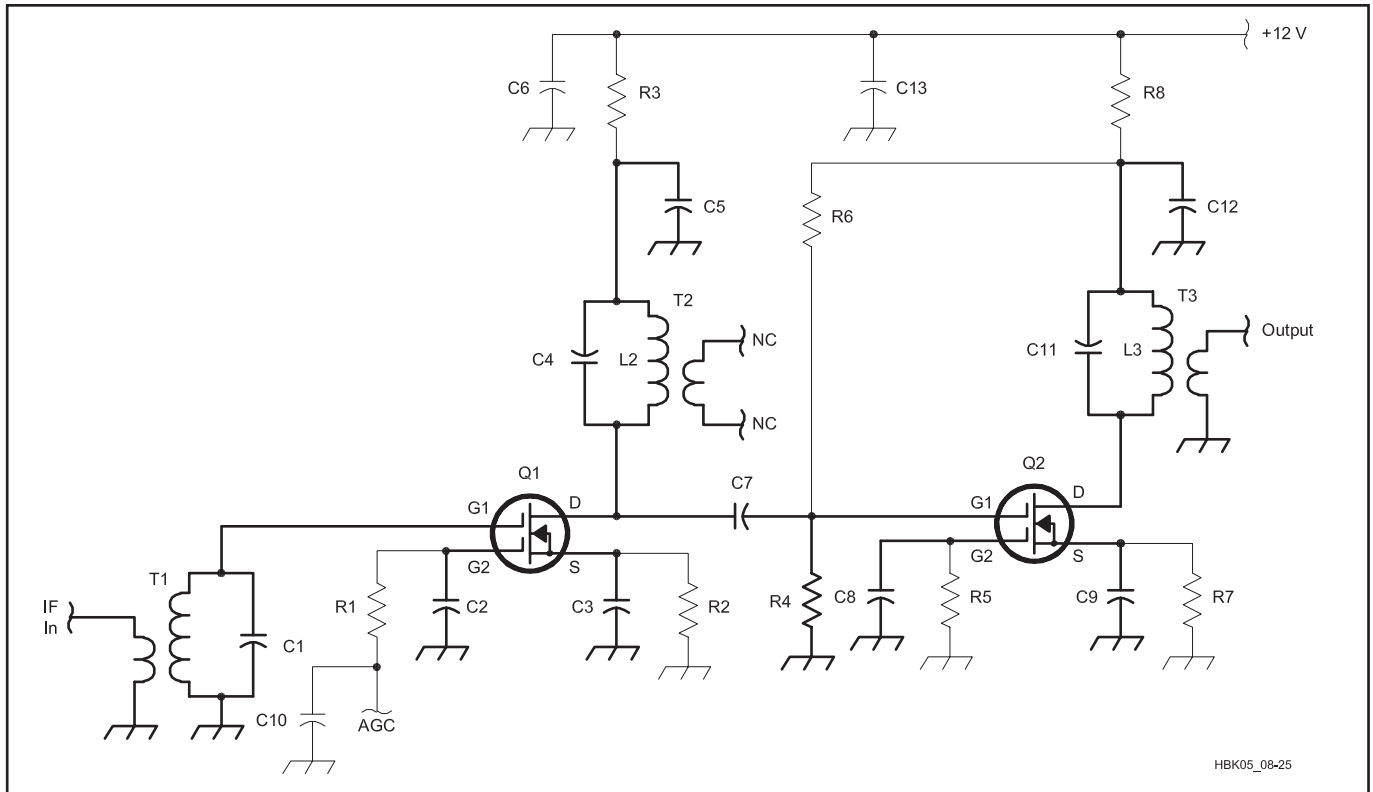 +12 V
C6
R3
C13
R8
C5
R6
C12
T2
T3
NC
Output
C4
L2
C11
L3
NC
Q1
Q2
C7
G1
D
G1
D
G2
S
G2
S
T1
IF
In
C1
R1
C2
C3
R2
R4
C8
R5
C9
R7
C10
AGC
HBK05_08-25